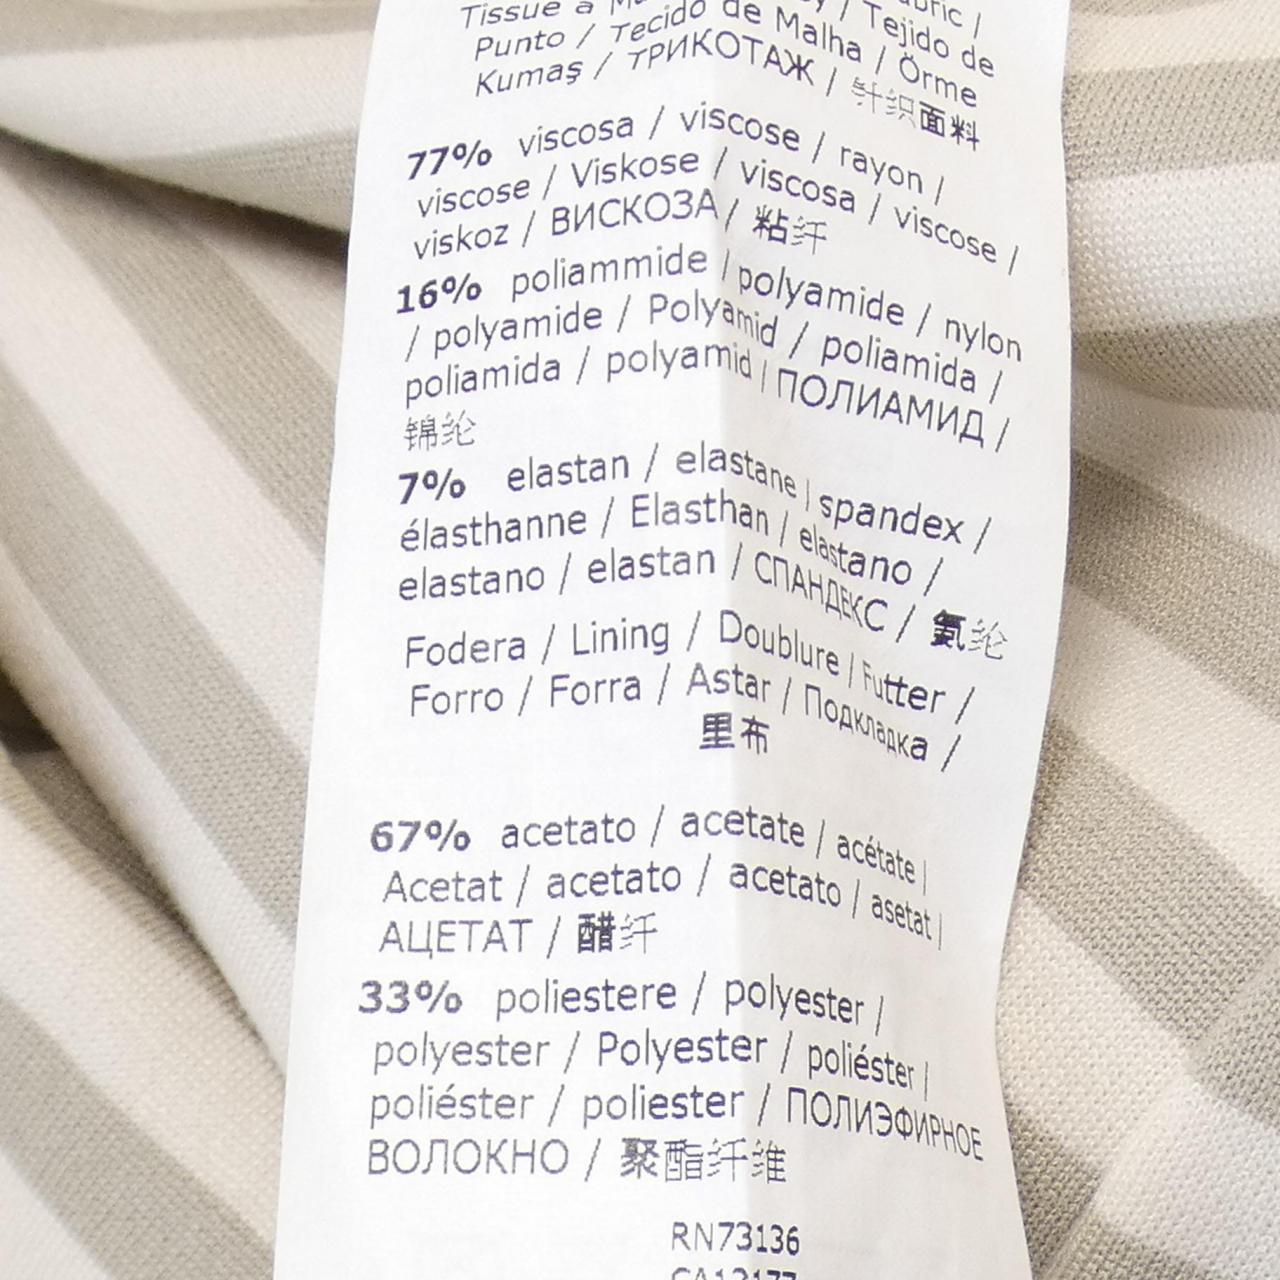 Tissue à
Punto / Tecido de Malha / Örme
Tejido de
Kumaş / ТРИКОТАЖ / 针织面料
77% viscosa / viscose / rayon /
viscose / Viskose / viscosa / viscose /
viskoz / ВИСКОЗА / 粘纤
16% poliammide / polyamide / nylon
/ polyamide / Polyamid / poliamida /
poliamida / polyamid / ПОЛИАМИД /
锦纶
7% elastan / elastane / spandex /
élasthanne / Elasthan / elastano /
elastano / elastan / СПАНДЕКС / 氨纶
Fodera / Lining / Doublure / Futter /
Forro / Forra / Astar / Подкладка /
里布
67% acetato / acetate / acétate /
Acetat / acetato / acetato / asetat /
АЦЕТАТ / 醋纤
33% poliestere / polyester /
polyester / Polyester / poliéster /
poliéster / poliester / ПОЛИЭФИРНОЕ
ВОЛОКНО / 聚酯纤维
RN73136